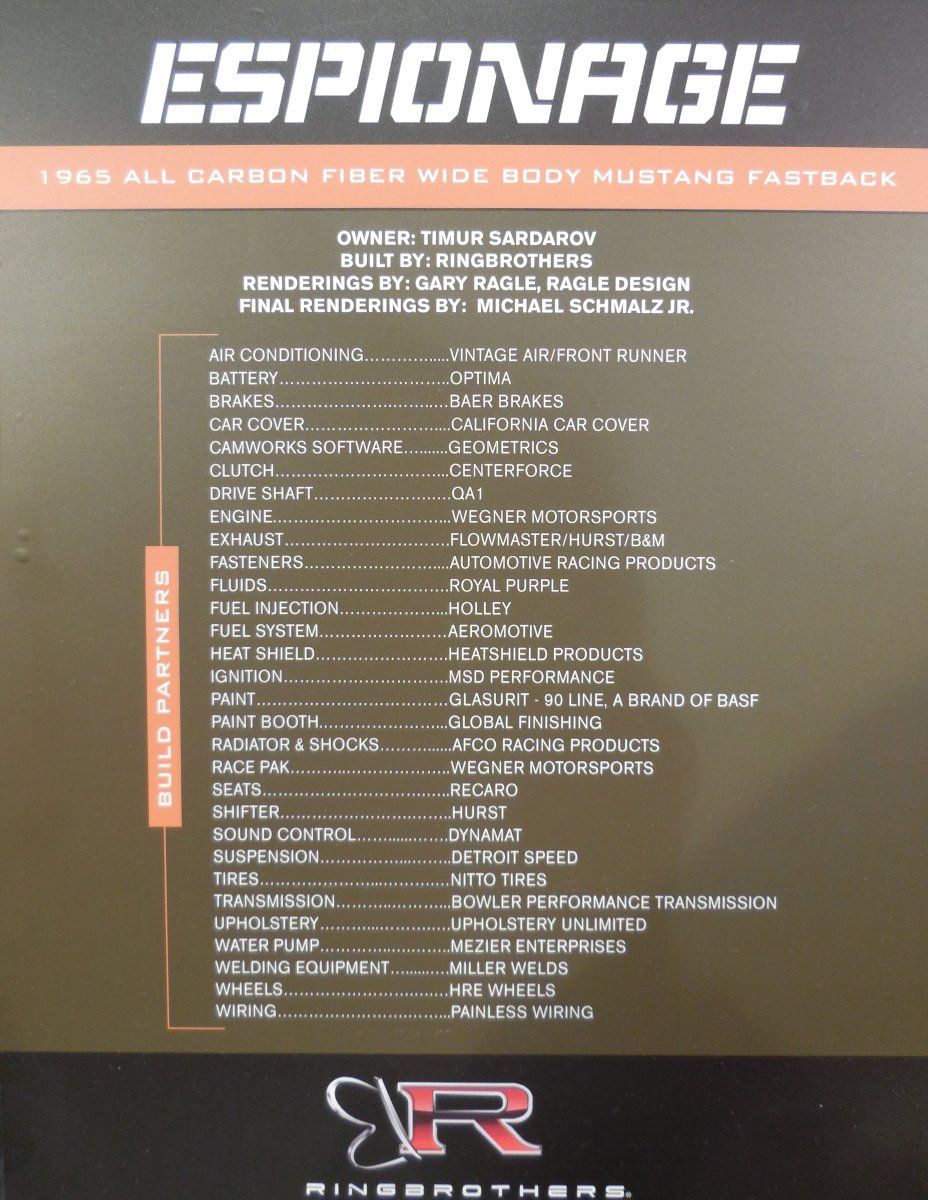 ESPIONAGE
1965 ALL CARBON FIBER WIDE BODY MUSTANG FASTBACK
OWNER: TIMUR SARDAROV
BUILT BY: RINGBROTHERS
RENDERINGS BY: GARY RAGLE, RAGLE DESIGN
FINAL RENDERINGS BY: MICHAEL SCHMALZ JR.
BUILD PARTNERS
AIR CONDITIONING.................VINTAGE AIR/FRONT RUNNER
BATTERY..............................OPTIMA
BRAKES..............................BAER BRAKES
CAR COVER..........................CALIFORNIA CAR COVER
CAMWORKS SOFTWARE..........GEOMETRICS
CLUTCH..............................CENTERFORCE
DRIVE SHAFT........................QA1
ENGINE..............................WEGNER MOTORSPORTS
EXHAUST............................FLOWMASTER/HURST/B&M
FASTENERS..........................AUTOMOTIVE RACING PRODUCTS
FLUIDS..............................ROYAL PURPLE
FUEL INJECTION....................HOLLEY
FUEL SYSTEM........................AEROMOTIVE
HEAT SHIELD........................HEATSHIELD PRODUCTS
IGNITION............................MSD PERFORMANCE
PAINT................................GLASURIT - 90 LINE, A BRAND OF BASF
PAINT BOOTH........................GLOBAL FINISHING
RADIATOR & SHOCKS..............AFCO RACING PRODUCTS
RACE PAK............................WEGNER MOTORSPORTS
SEATS................................RECARO
SHIFTER..............................HURST
SOUND CONTROL..................DYNAMAT
SUSPENSION........................DETROIT SPEED
TIRES................................NITTO TIRES
TRANSMISSION......................BOWLER PERFORMANCE TRANSMISSION
UPHOLSTERY........................UPHOLSTERY UNLIMITED
WATER PUMP........................MEZIER ENTERPRISES
WELDING EQUIPMENT............MILLER WELDS
WHEELS..............................HRE WHEELS
WIRING..............................PAINLESS WIRING
R
RINGBROTHERS®